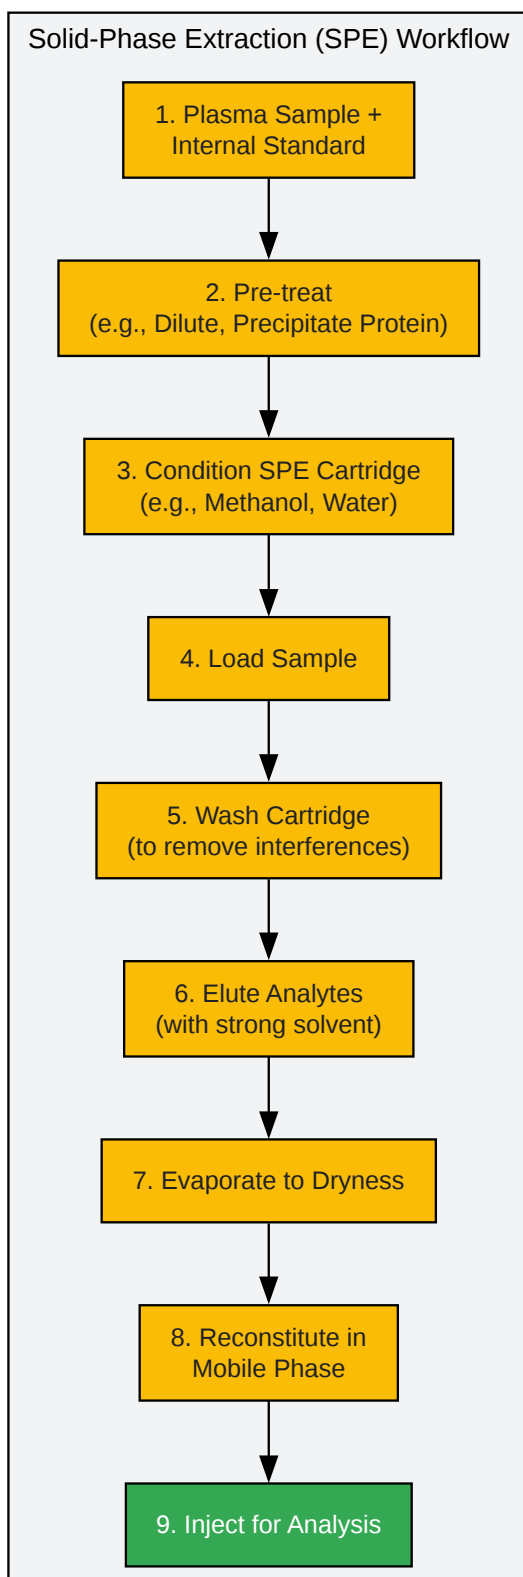 Solid-Phase Extraction (SPE) Workflow
1. Plasma Sample +
Internal Standard
2. Pre-treat
(e.g., Dilute, Precipitate Protein)
3. Condition SPE Cartridge
(e.g., Methanol, Water)
4. Load Sample
5. Wash Cartridge
(to remove interferences)
6. Elute Analytes
(with strong solvent)
7. Evaporate to Dryness
8. Reconstitute in
Mobile Phase
9. Inject for Analysis